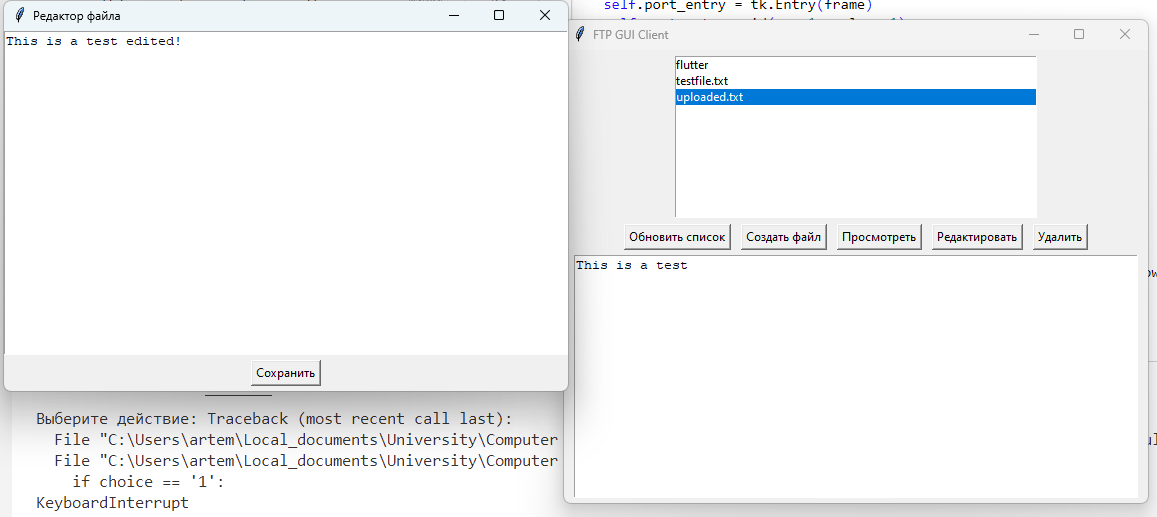 Редактор файла
This is a test edited!
Сохранить
self.port_entry = tk.Entry(frame)
FTP GUI Client
flutter
testfile.txt
uploaded.txt
Обновить список
Создать файл
Просмотреть
Редактировать
Удалить
This is a test
Выберите действие: Traceback (most recent call last):
File "C:\Users\artem\Local_documents\University\Computer
File "C:\Users\artem\Local_documents\University\Computer
if choice == '1':
KeyboardInterrupt